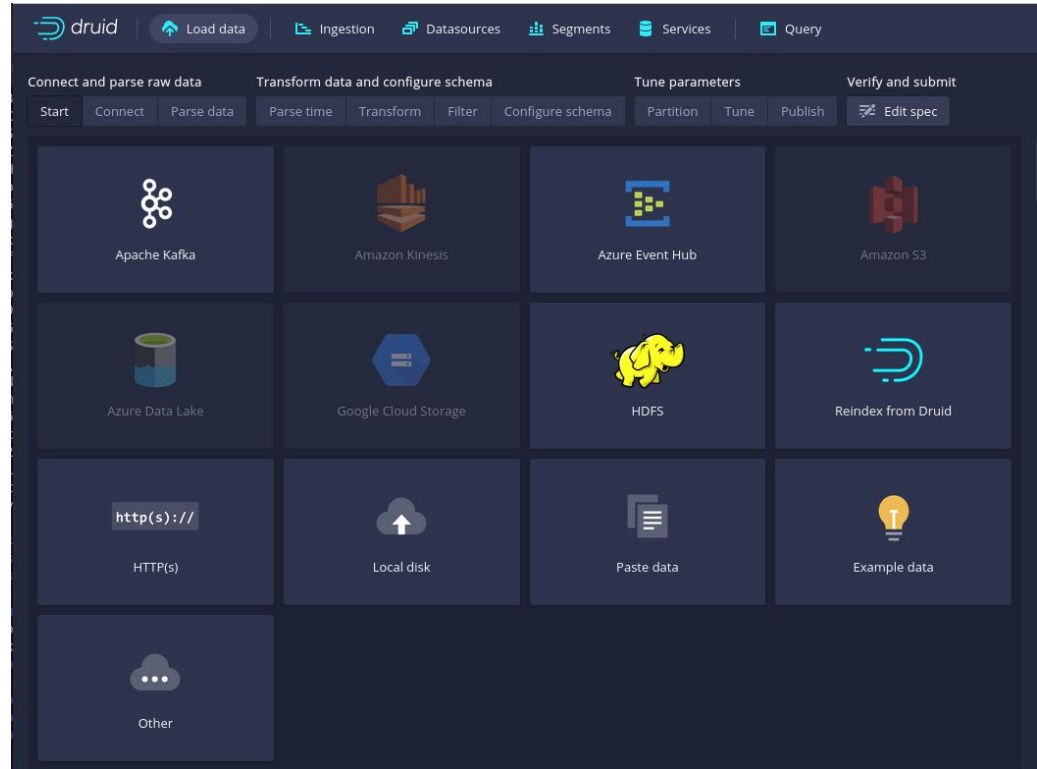 druid Load data Ingestion Datasources Segments Services Query
Connect and parse raw data Transform data and configure schema Tune parameters Verify and submit
Start Connect Parse data Parse time Transform Filter Configure schema Partition Tune Publish Edit spec
Apache Kafka Amazon Kinesis Azure Event Hub Amazon S3
Azure Data Lake Google Cloud Storage HDFS Reindex from Druid
http(s)://
HTTP(s) Local disk Paste data Example data
Other